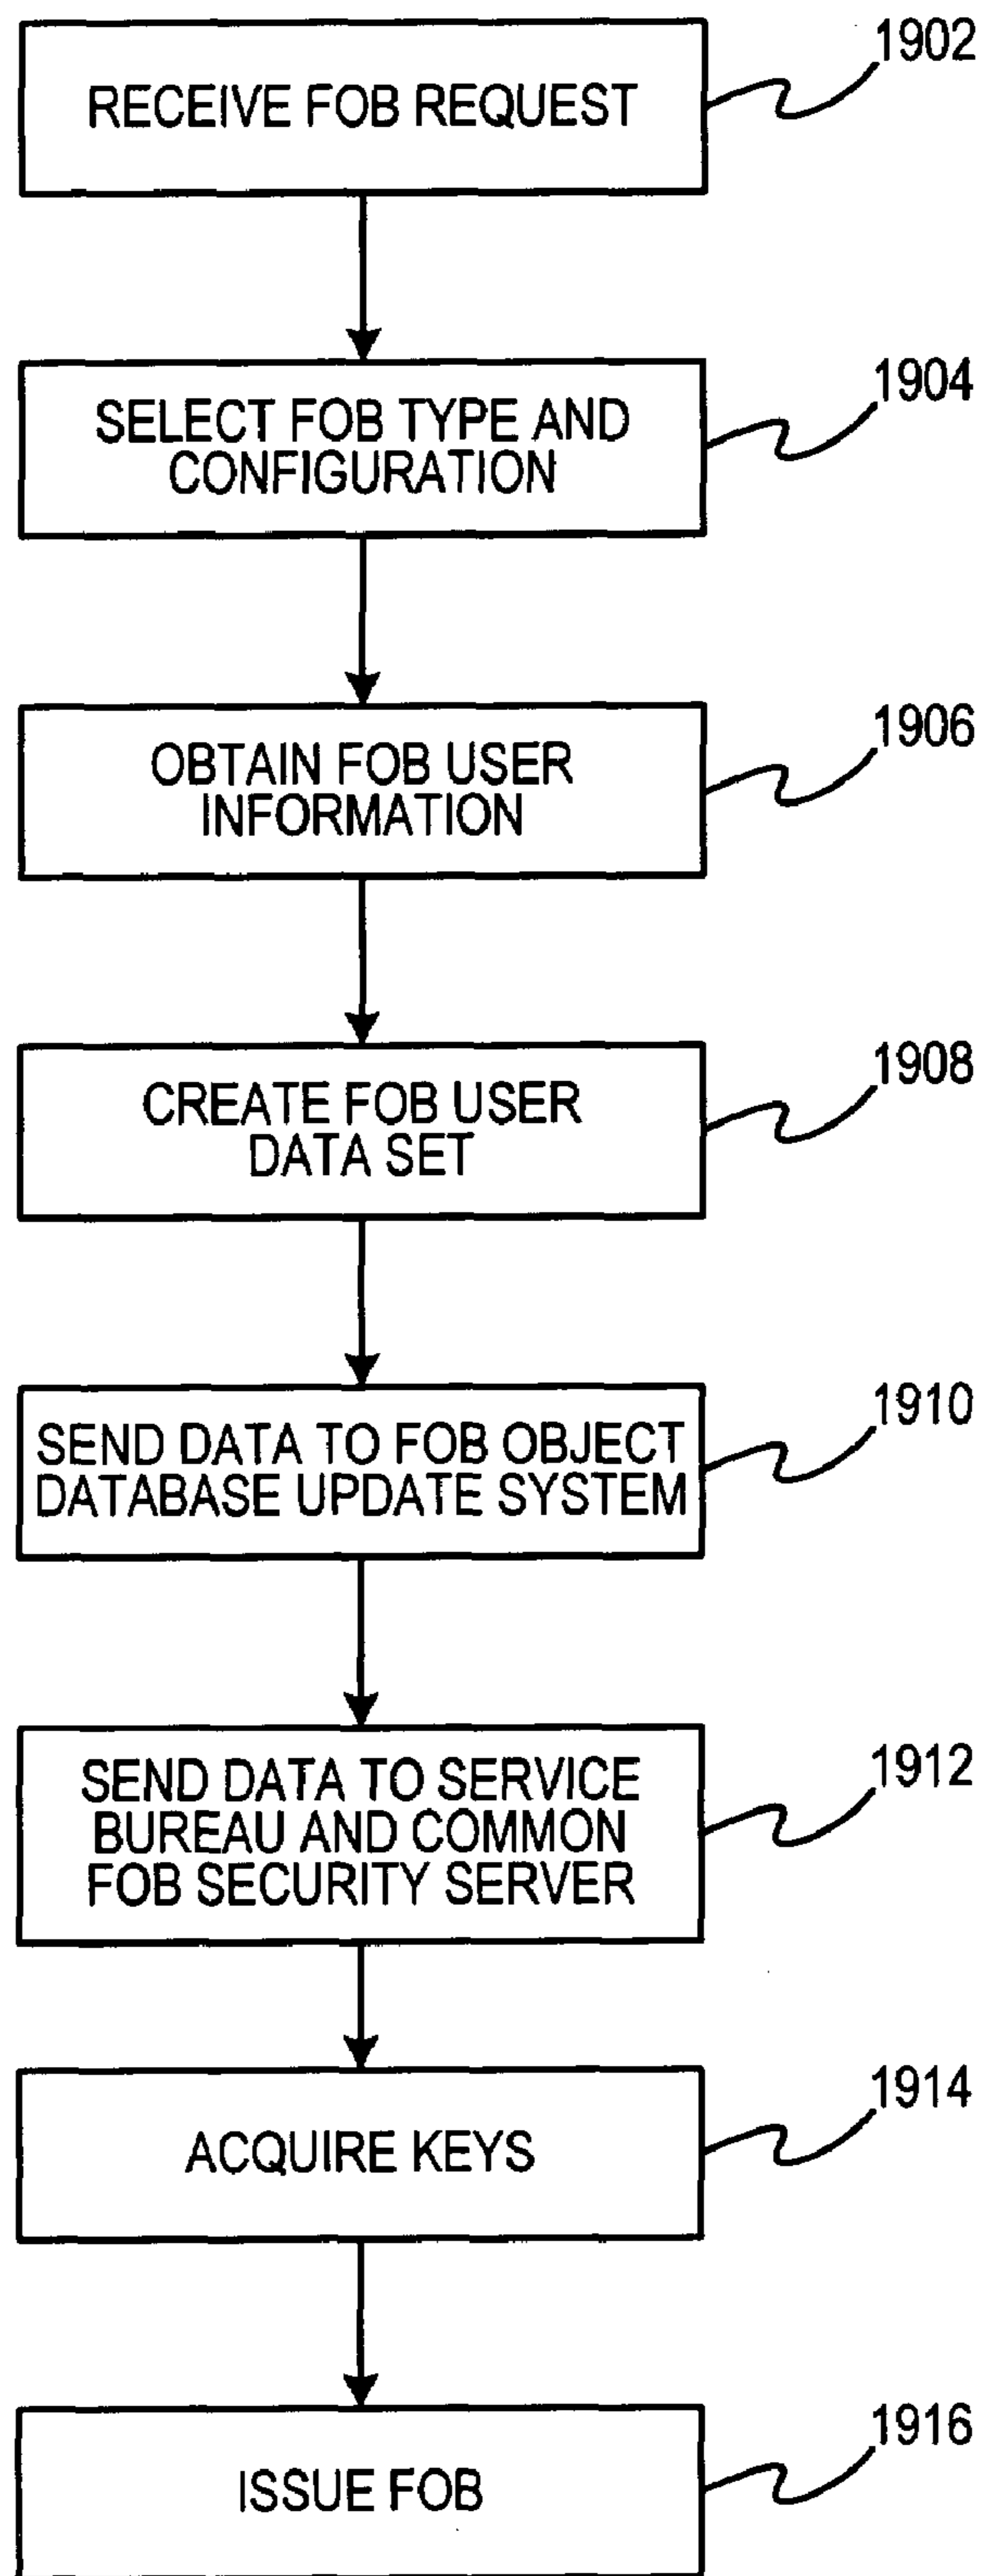 1902
RECEIVE FOB REQUEST
1904
SELECT FOB TYPE AND
CONFIGURATION
1906
OBTAIN FOB USER
INFORMATION
1908
CREATE FOB USER
DATA SET
1910
SEND DATA TO FOB OBJECT
DATABASE UPDATE SYSTEM
1912
SEND DATA TO SERVICE
BUREAU AND COMMON
FOB SECURITY SERVER
1914
ACQUIRE KEYS
1916
ISSUE FOB